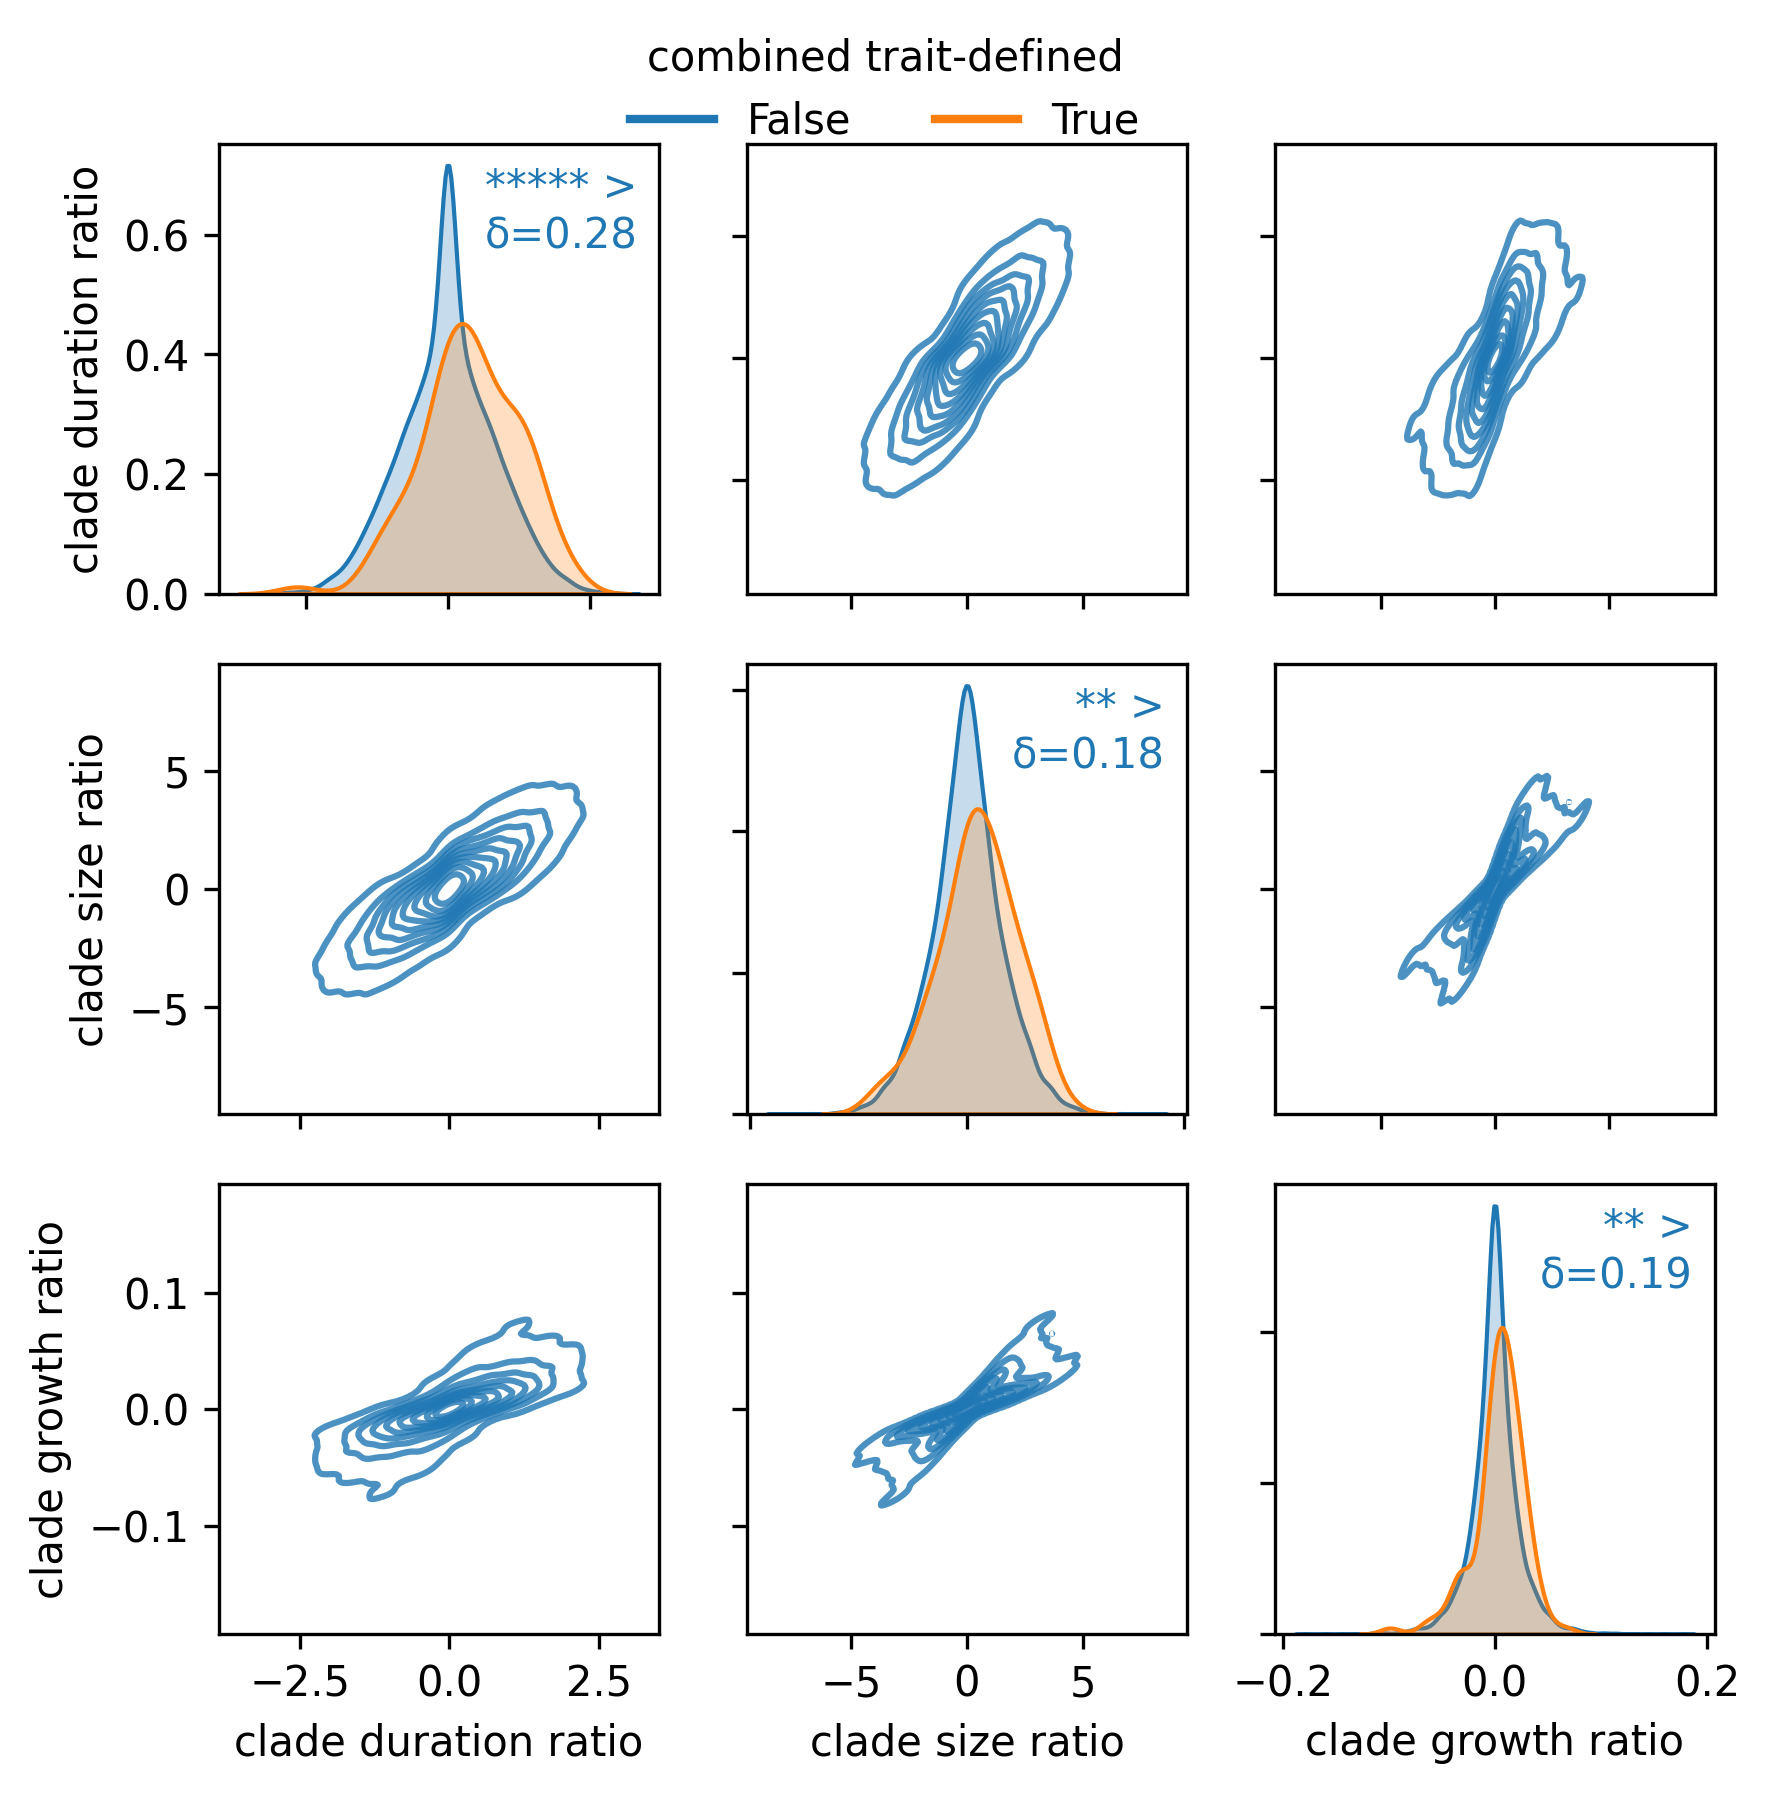 combined trait-defined
False True
clade duration ratio
0.6
0.4
0.2
0.0
***** >
δ=0.28
clade size ratio
5
0
−5
** >
δ=0.18
clade growth ratio
0.1
0.0
−0.1
** >
δ=0.19
−2.5 0.0 2.5
−5 0 5
−0.2 0.0 0.2
clade duration ratio
clade size ratio
clade growth ratio